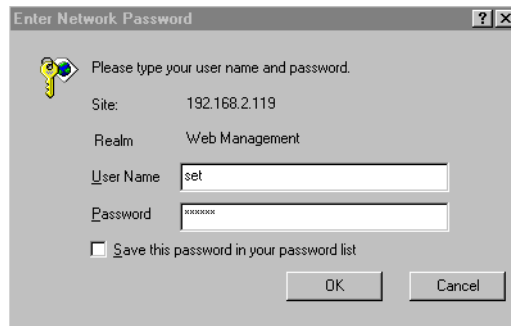 Enter Network Password
? ×
Please type your user name and password.
Site: 192.168.2.119
Realm Web Management
User Name set
Password ××××××
Save this password in your password list
OK Cancel